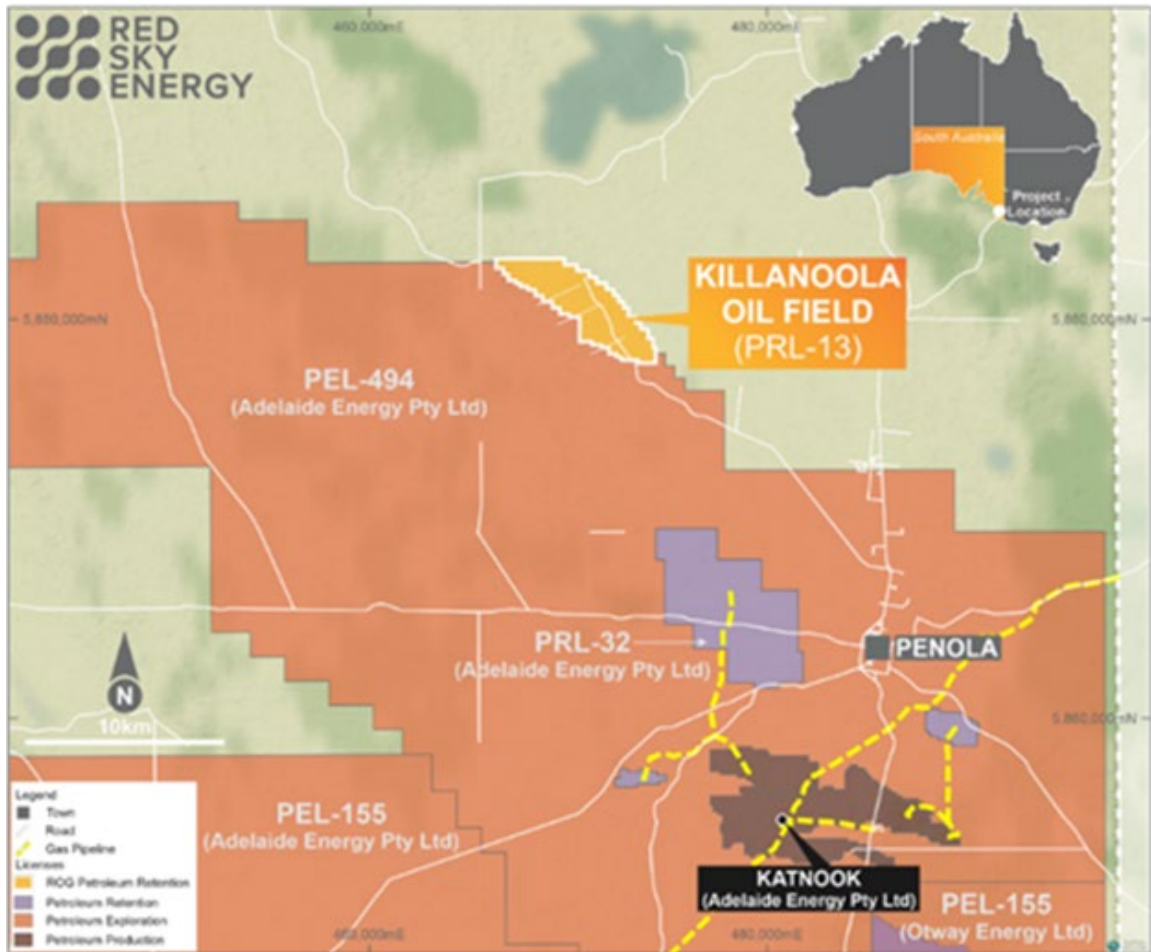 RED
SKY
ENERGY
460,000mE
480,000mE
South Australia
Project
Location
KILLANOOLA
OIL FIELD
(PRL-13)
5,880,000mN
5,880,000mN
PEL-494
(Adelaide Energy Pty Ltd)
PRL-32
(Adelaide Energy Pty Ltd)
PENOLA
N
10km
5,860,000mN
Legend
Town
Road
Gas Pipeline
Licenses
ROG Petroleum Retention
Petroleum Retention
Petroleum Exploration
Petroleum Production
PEL-155
(Adelaide Energy Pty Ltd)
KATNOOK
(Adelaide Energy Pty Ltd)
PEL-155
(Otway Energy Ltd)
460,000mE
480,000mE